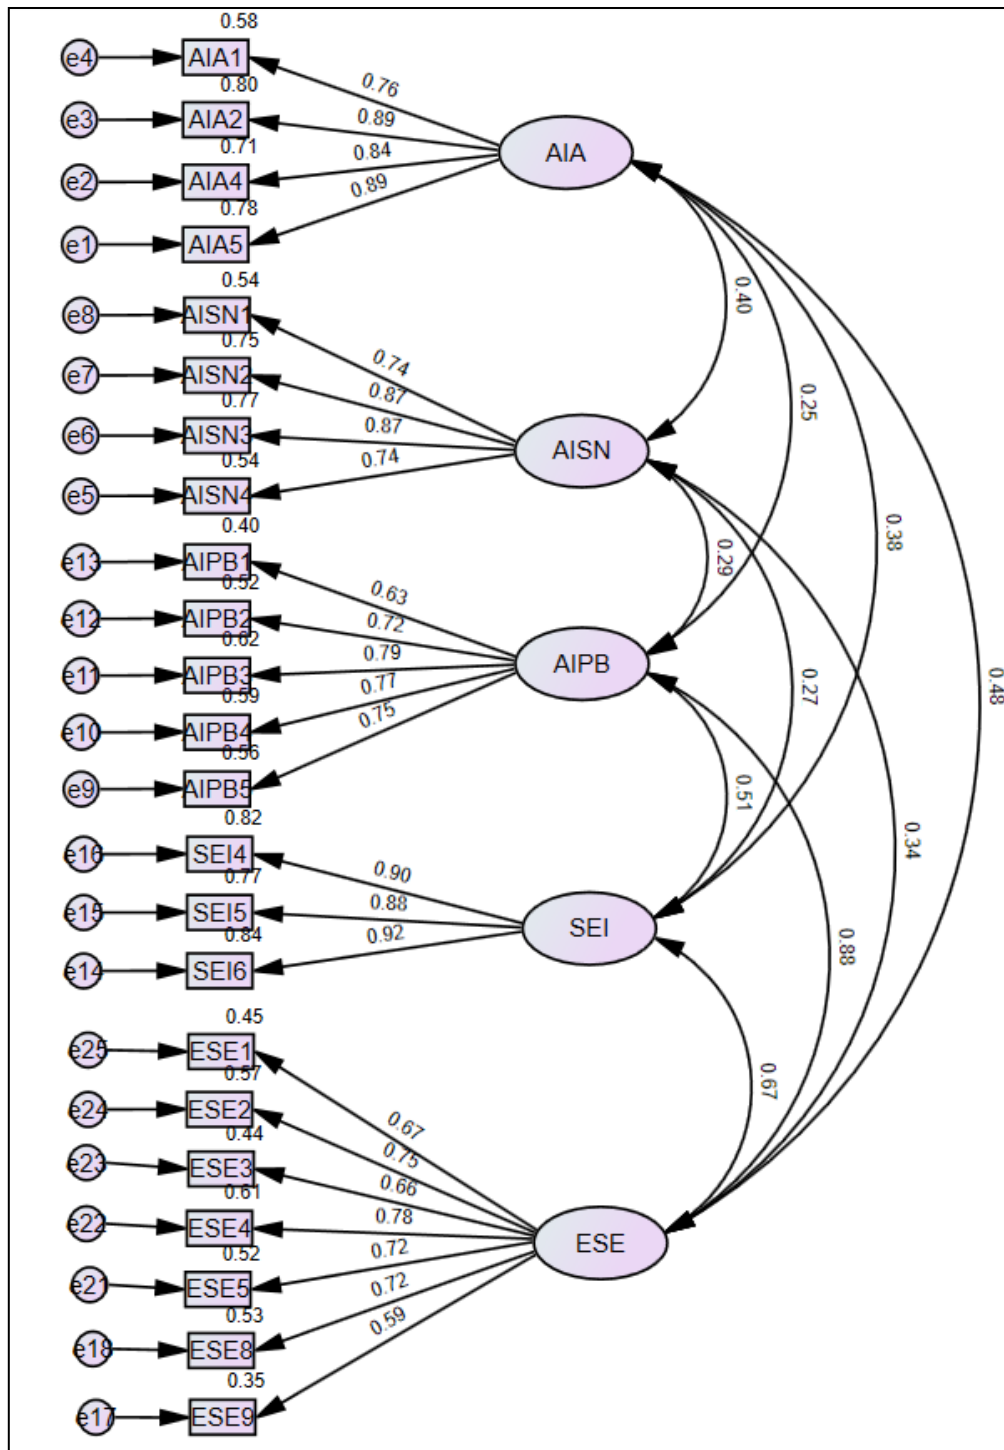 0.58
e4 AIA1
0.76
0.80
e3 AIA2
0.89
AIA
0.71
e2 AIA4
0.84
0.78
e1 AIA5
0.89
0.40
0.54
e8 AISN1
0.74
0.75
e7 AISN2
0.87
0.25
0.77
e6 AISN3
0.87
AISN
0.54
e5 AISN4
0.74
0.38
0.40
e13 AIPB1
0.63
0.29
0.52
e12 AIPB2
0.72
0.62
e11 AIPB3
0.79
AIPB
0.59
e10 AIPB4
0.77
0.27
0.48
0.56
e9 AIPB5
0.75
0.51
0.82
e16 SEI4
0.90
0.34
0.77
e15 SEI5
0.88
SEI
0.84
e14 SEI6
0.92
0.88
0.45
e25 ESE1
0.67
0.67
0.57
e24 ESE2
0.75
0.44
e23 ESE3
0.66
0.61
e22 ESE4
0.78
ESE
0.52
e21 ESE5
0.72
0.53
e18 ESE8
0.72
0.35
e17 ESE9
0.59